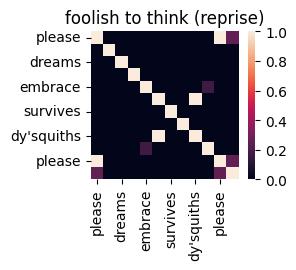 foolish to think (reprise)
please
dreams
embrace
survives
dy'squiths
please
1.0
0.8
0.6
0.4
0.2
0.0
please
dreams
embrace
survives
dy'squiths
please